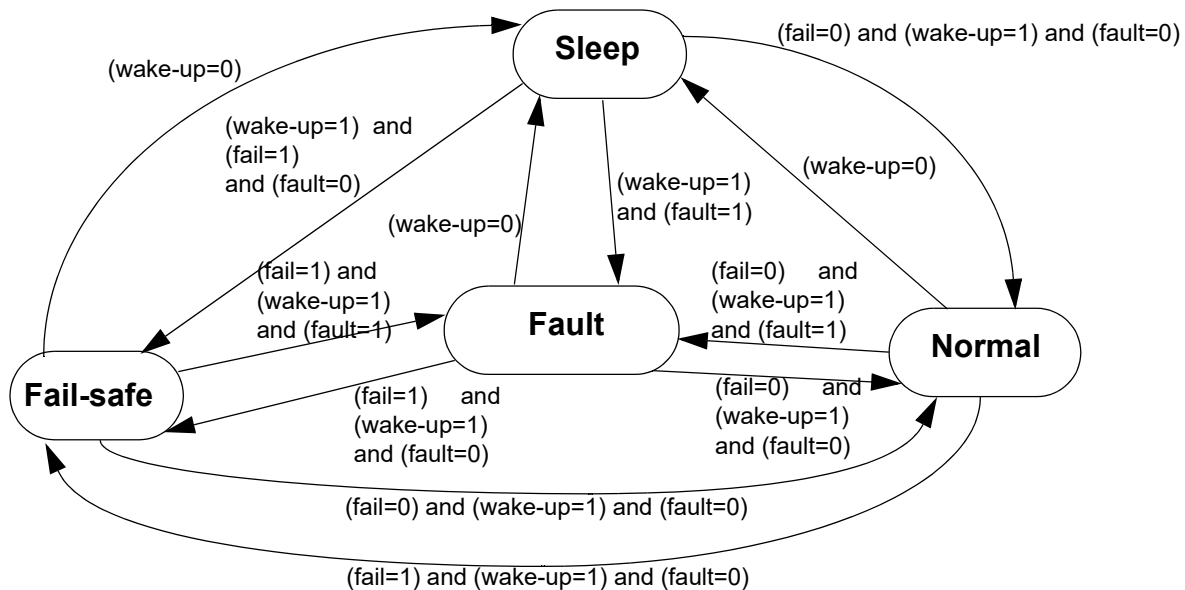 Sleep
(fail=0) and (wake-up=1) and (fault=0)
(wake-up=0)
(wake-up=1) and
(fail=1)
and (fault=0)
(wake-up=0)
(wake-up=1)
and (fault=1)
(wake-up=0)
(fail=1) and
(wake-up=1)
and (fault=1)
(fail=0) and
(wake-up=1)
and (fault=1)
Fault
Normal
Fail-safe
(fail=1) and
(wake-up=1)
and (fault=0)
(fail=0) and
(wake-up=1)
and (fault=0)
(fail=0) and (wake-up=1) and (fault=0)
(fail=1) and (wake-up=1) and (fault=0)